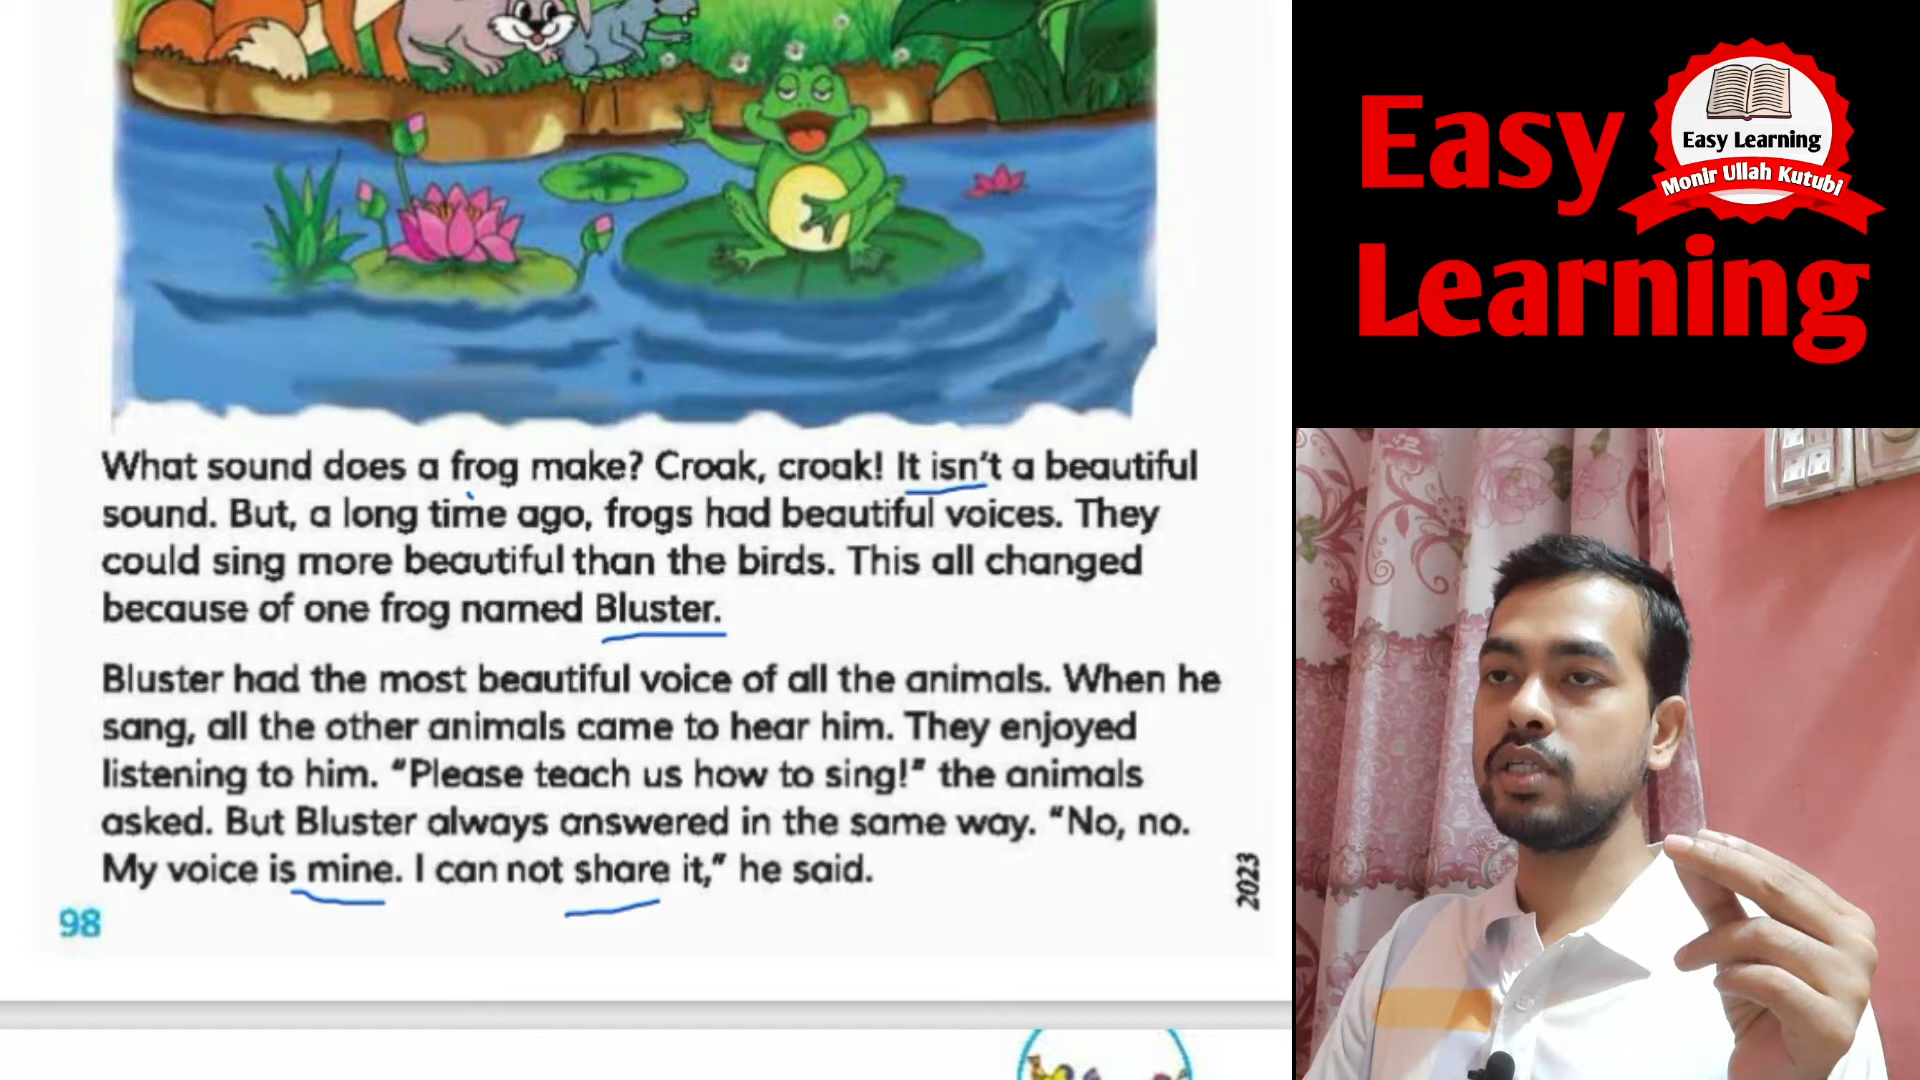 Easy
Learning
Easy Learning
Monir Ullah Kutubi
What sound does a frog make? Croak, croak! It isn't a beautiful
sound. But, a long time ago, frogs had beautiful voices. They
could sing more beautiful than the birds. This all changed
because of one frog named Bluster.
Bluster had the most beautiful voice of all the animals. When he
sang, all the other animals came to hear him. They enjoyed
listening to him. “Please teach us how to sing!” the animals
asked. But Bluster always answered in the same way. “No, no.
My voice is mine. I can not share it,” he said.
98
2023